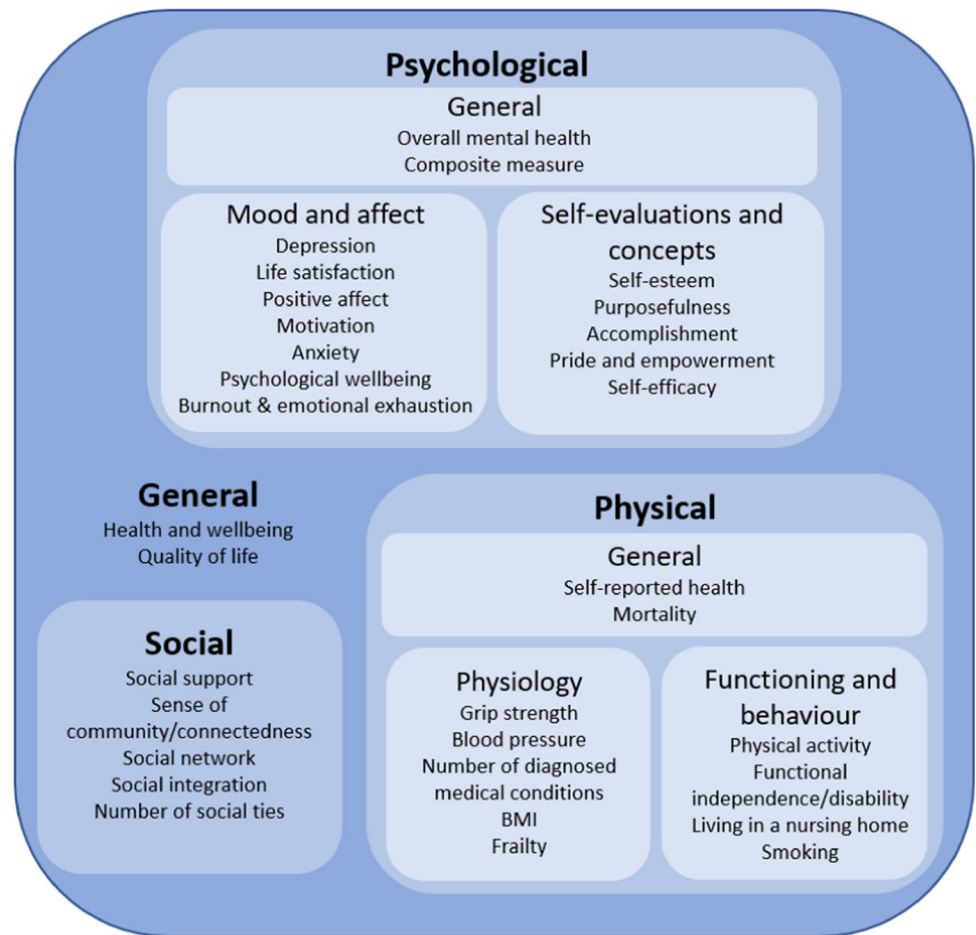 Psychological
General
Overall mental health
Composite measure
Mood and affect
Depression
Life satisfaction
Positive affect
Motivation
Anxiety
Psychological wellbeing
Burnout & emotional exhaustion
Self-evaluations and
concepts
Self-esteem
Purposefulness
Accomplishment
Pride and empowerment
Self-efficacy
General
Health and wellbeing
Quality of life
Social
Social support
Sense of
community/connectedness
Social network
Social integration
Number of social ties
Physical
General
Self-reported health
Mortality
Physiology
Grip strength
Blood pressure
Number of diagnosed
medical conditions
BMI
Frailty
Functioning and
behaviour
Physical activity
Functional
independence/disability
Living in a nursing home
Smoking